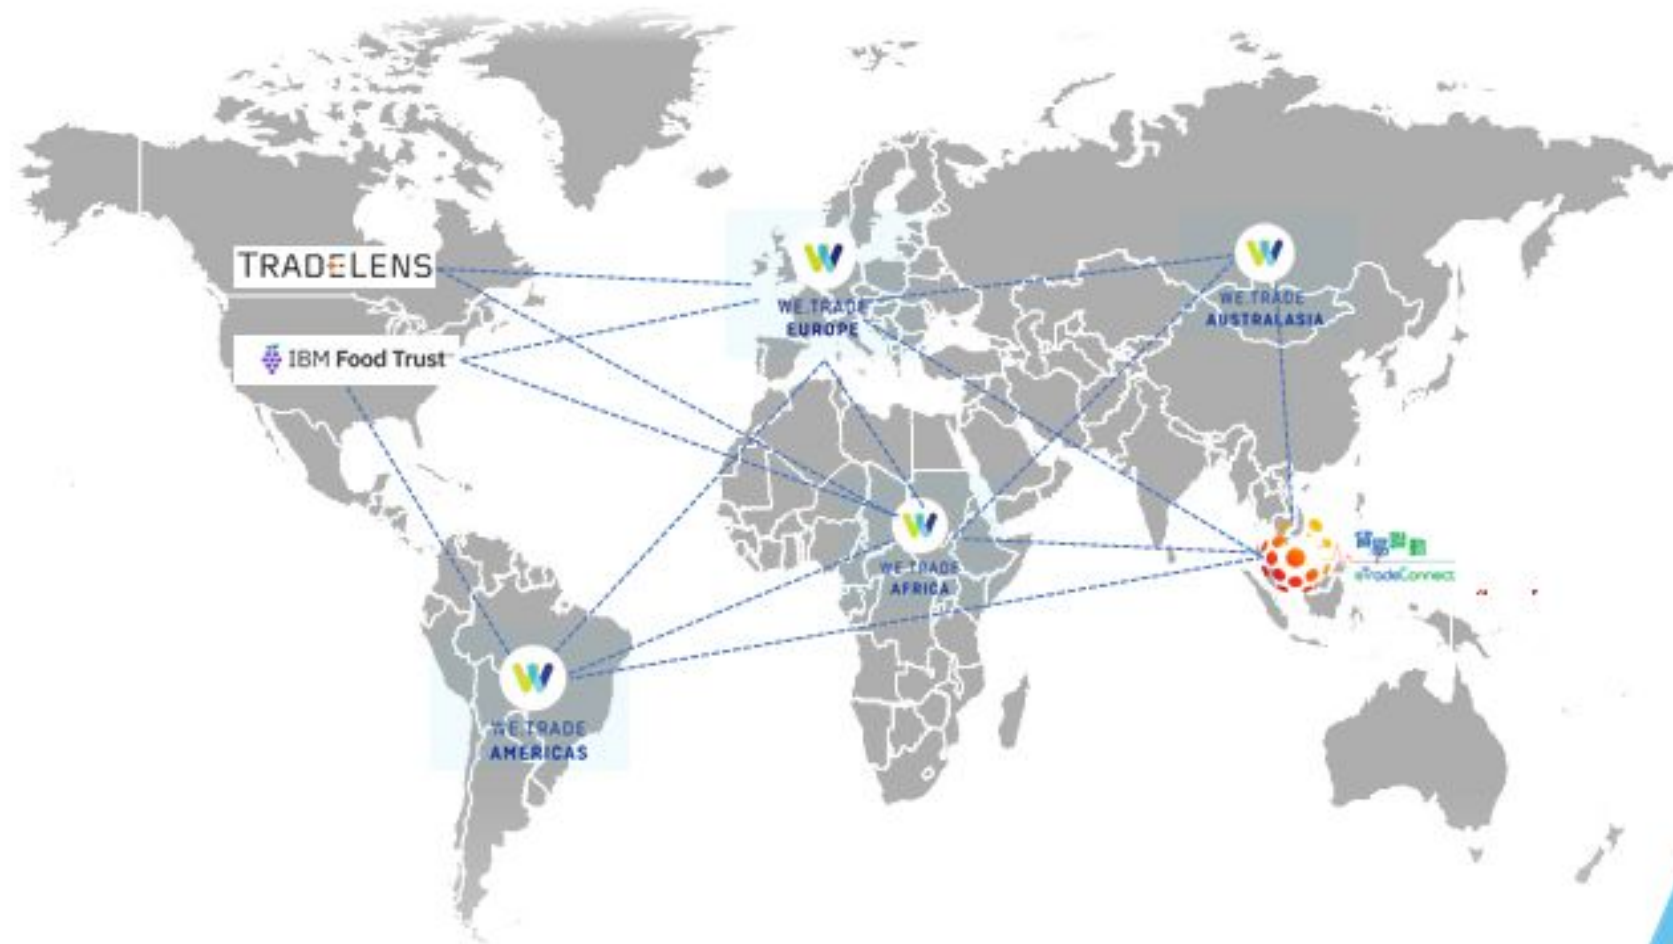 TRADELENS
IBM Food Trust
WE.TRADE
EUROPE
WE.TRADE
AUSTRALASIA
WE.TRADE
AFRICA
eTradeConnect
WE.TRADE
AMERICAS